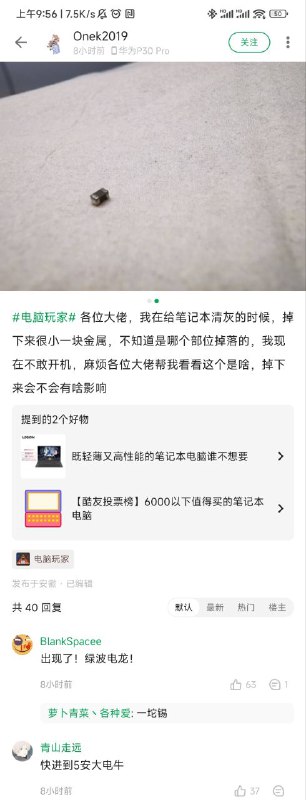 上午9:56 | 7.5K/s
50
Onek2019
8小时前 华为P30 Pro
关注
#电脑玩家# 各位大佬，我在给笔记本清灰的时候，掉
下来很小一块金属，不知道是哪个部位掉落的，我现
在不敢开机，麻烦各位大佬帮我看看这个是啥，掉下
来会不会有啥影响
提到的2个好物
既轻薄又高性能的笔记本电脑谁不想要
【酷友投票榜】6000以下值得买的笔记本
电脑
电脑玩家
发布于安徽 · 已编辑
共 40 回复
默认 最新 热门 楼主
BlankSpacee
出现了！绿波电龙！
8小时前
63
1
萝卜青菜丶各种爱: 一坨锡
青山走远
快进到5安大电牛
8小时前
37